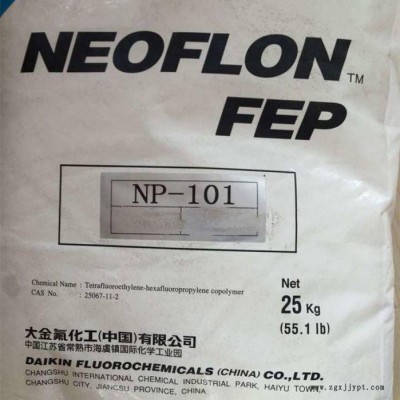 NEOFLON™
FEP
NP-101
Chemical Name : Tetrafluoroethylene-hexafluoropropylene copolymer
CAS No. : 25067-11-2
Net
25 Kg
(55.1 lb)
大金氟化工(中国)有限公司
中国江苏省常熟市海虞镇国际化学工业园
DAIKIN FLUOROCHEMICALS (CHINA) CO.,LTD.
CHANGSHU INTERNATIONAL CHEMICAL INDUSTRIAL PARK, HAIYU TOWN,
CHANGSHU CITY, JIANGSU PROVINCE, CHINA
www.zgxjjypt.com